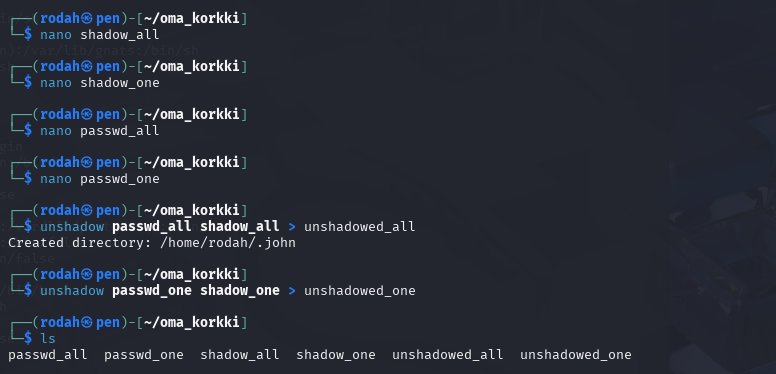 ┌──(rodah㉿pen)-[~/oma_korkki]
└─$ nano shadow_all
┌──(rodah㉿pen)-[~/oma_korkki]
└─$ nano shadow_one
┌──(rodah㉿pen)-[~/oma_korkki]
└─$ nano passwd_all
┌──(rodah㉿pen)-[~/oma_korkki]
└─$ nano passwd_one
┌──(rodah㉿pen)-[~/oma_korkki]
└─$ unshadow passwd_all shadow_all > unshadowed_all
Created directory: /home/rodah/.john
┌──(rodah㉿pen)-[~/oma_korkki]
└─$ unshadow passwd_one shadow_one > unshadowed_one
┌──(rodah㉿pen)-[~/oma_korkki]
└─$ ls
passwd_all  passwd_one  shadow_all  shadow_one  unshadowed_all  unshadowed_one